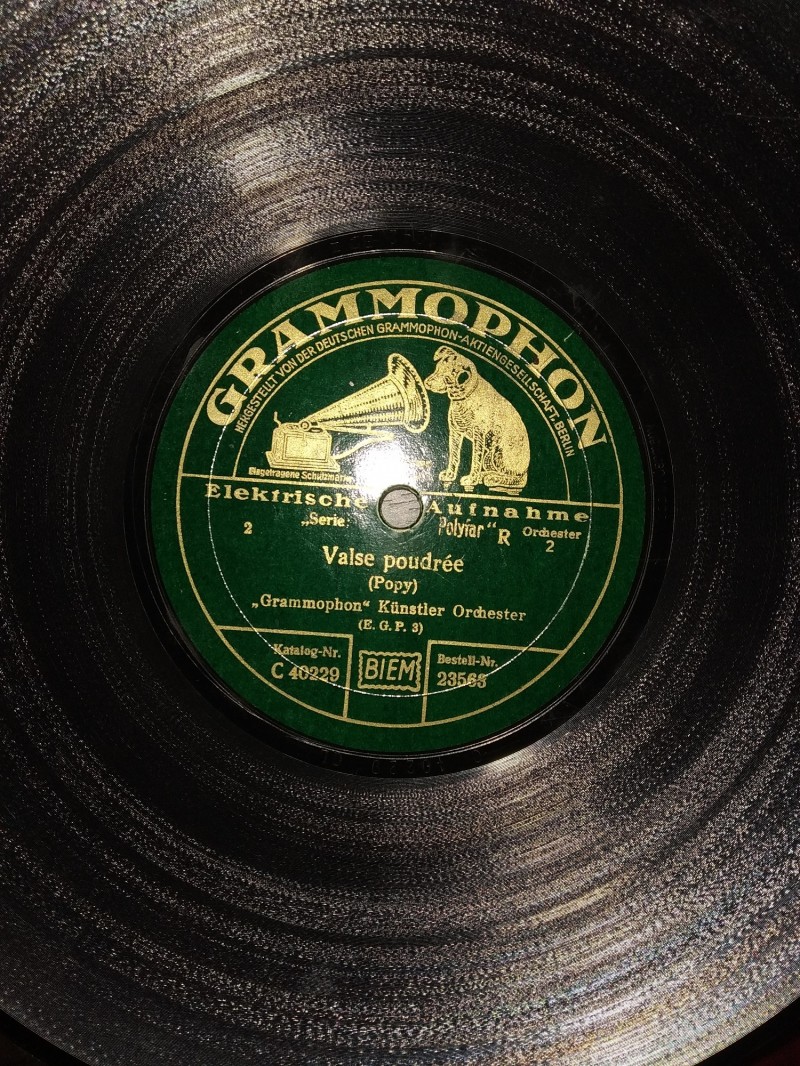 GRAMMOPHON
HERGESTELLT VON DER DEUTSCHEN GRAMMOPHON-AKTIENGESELLSCHAFT, BERLIN
Eingetragene Schutzmarke
Elektrische Aufnahme
2 „Serie Polyfar“ R Orchester 2
Valse poudrée
(Popy)
„Grammophon“ Künstler Orchester
(E. G. P. 3)
Katalog-Nr. C 40229
BIEM
Bestell-Nr. 23563